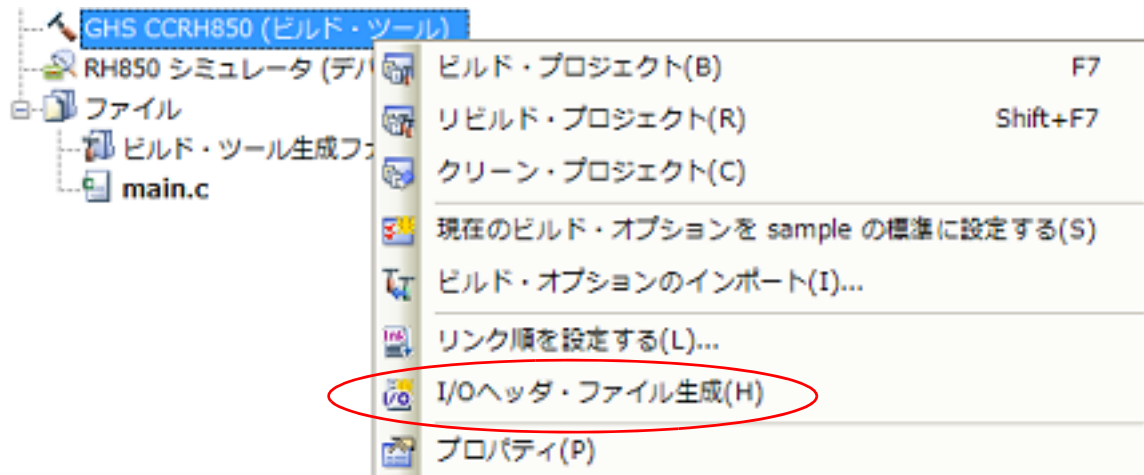 GHS CCRH850 (ビルド・ツール)
RH850 シミュレータ (デバ
ファイル
ビルド・ツール生成ファ
main.c
ビルド・プロジェクト(B) F7
リビルド・プロジェクト(R) Shift+F7
クリーン・プロジェクト(C)
現在のビルド・オプションを sample の標準に設定する(S)
ビルド・オプションのインポート(I)...
リンク順を設定する(L)...
I/Oヘッダ・ファイル生成(H)
プロパティ(P)